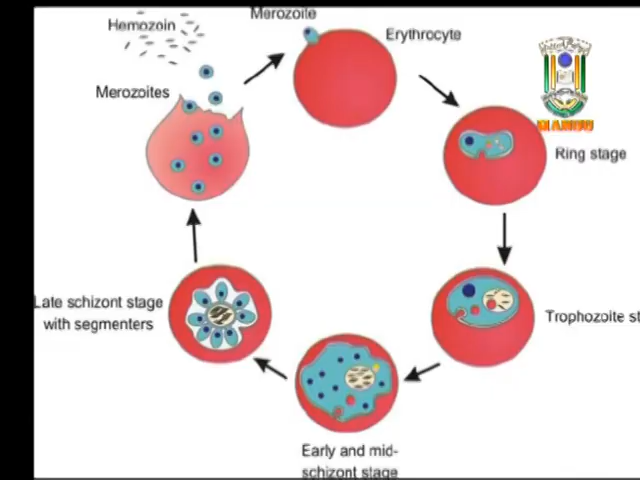 Merozoite
Hemozoin
Erythrocyte
Merozoites
Ring stage
Late schizont stage
with segmenters
Trophozoite st
Early and mid-
schizont stage